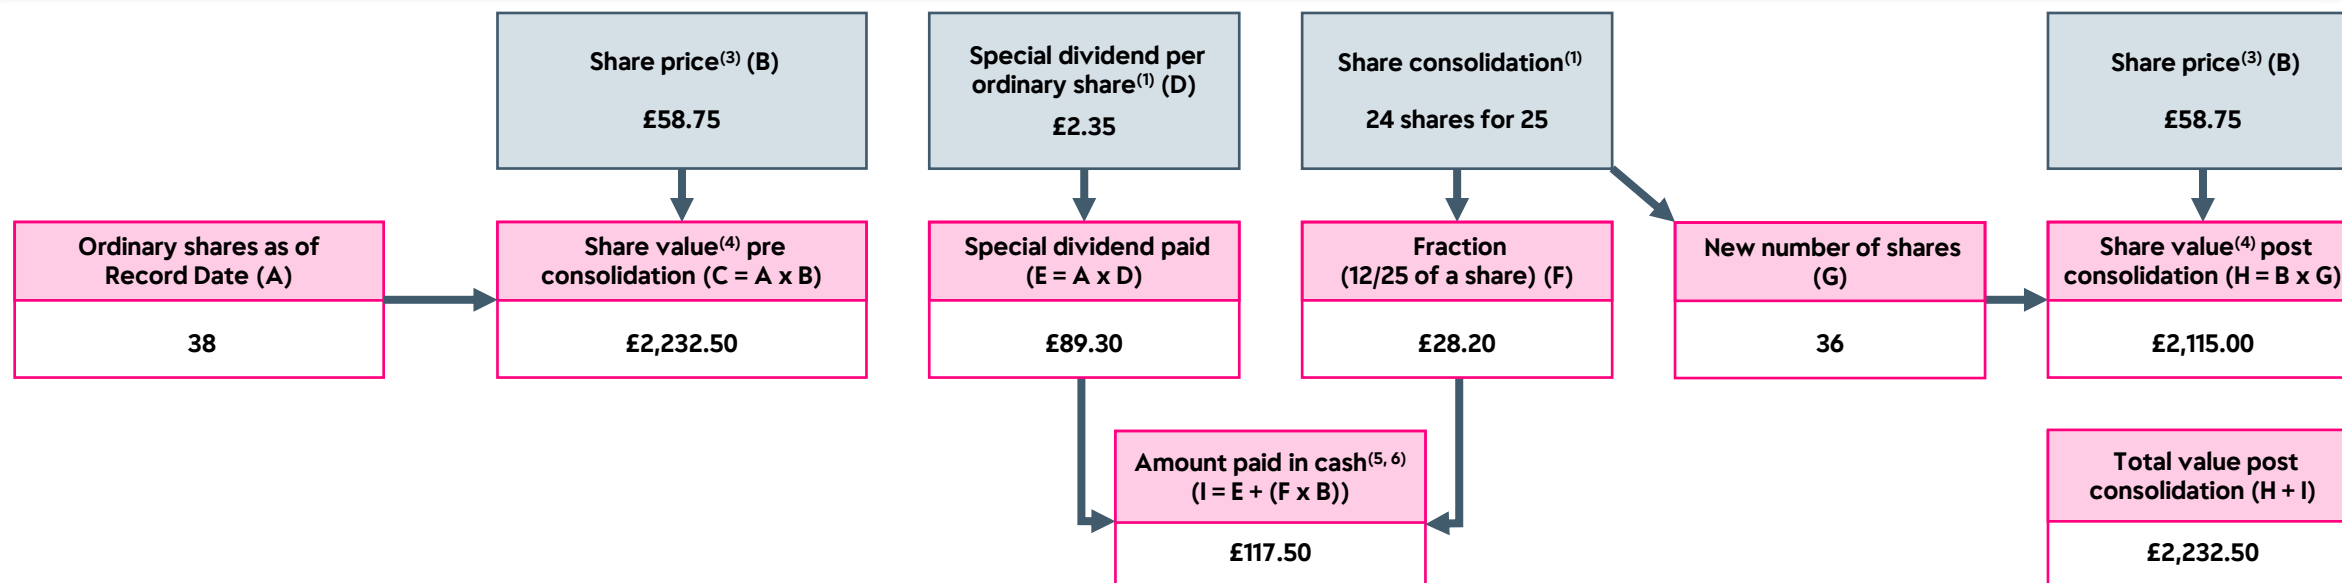 Share price(3) (B)
£58.75
Special dividend per
ordinary share(1) (D)
£2.35
Share consolidation(1)
24 shares for 25
Share price(3) (B)
£58.75
Ordinary shares as of
Record Date (A)
38
Share value(4) pre
consolidation (C = A x B)
£2,232.50
Special dividend paid
(E = A x D)
£89.30
Fraction
(12/25 of a share) (F)
£28.20
New number of shares
(G)
36
Share value(4) post
consolidation (H = B x G)
£2,115.00
Amount paid in cash(5, 6)
(I = E + (F x B))
£117.50
Total value post
consolidation (H + I)
£2,232.50